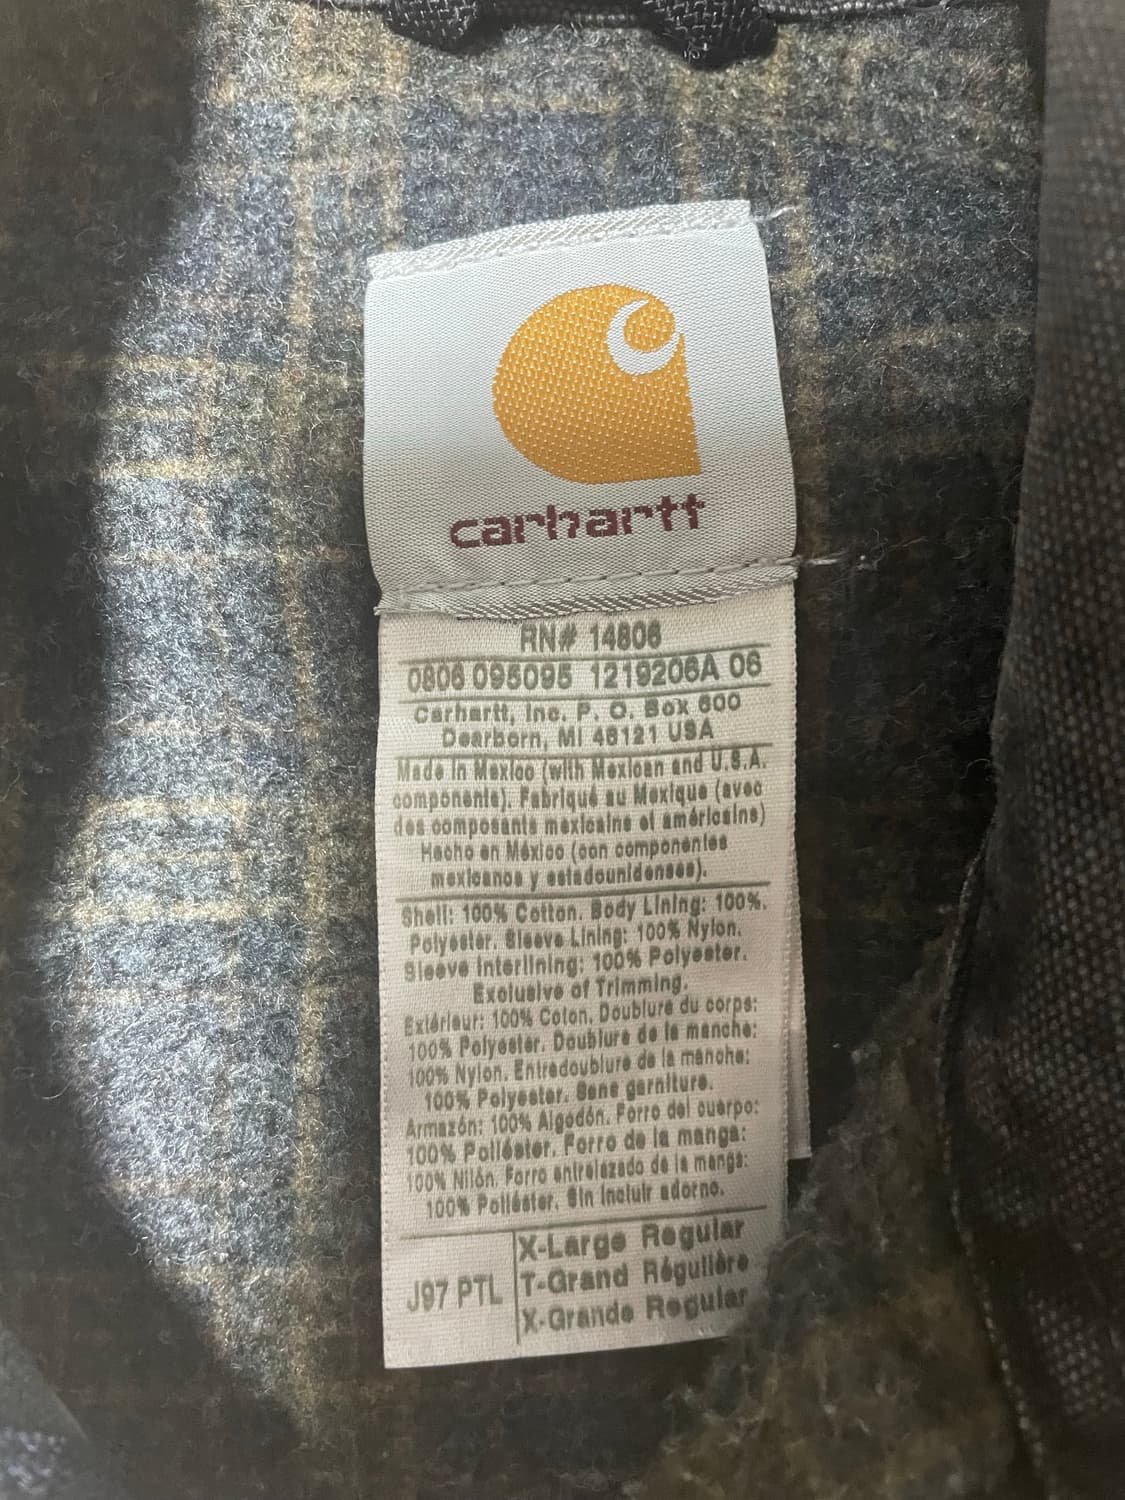 carhartt
RN# 14806
0806 095095 1219206A 06
Carhartt, Inc. P. O. Box 600
Dearborn, MI 48121 USA
Made in Mexico (with Mexican and U.S.A.
components). Fabriqué au Mexique (avec
des composants mexicains et américains)
Hecho en México (con componentes
mexicanos y estadounidenses).
Shell: 100% Cotton. Body Lining: 100%.
Polyester. Sleeve Lining: 100% Nylon.
Sleeve Interlining: 100% Polyester.
Exclusive of Trimming.
Extérieur: 100% Coton. Doublure du corps:
100% Polyester. Doublure de la manche:
100% Nylon. Entredoublure de la manche:
100% Polyester. Sans garniture.
Armazón: 100% Algodón. Forro del cuerpo:
100% Poliéster. Forro de la manga:
100% Nilón. Forro entrelazado de la manga:
100% Poliéster. Sin incluir adorno.
J97 PTL
X-Large Regular
T-Grand Régulière
X-Grande Regular